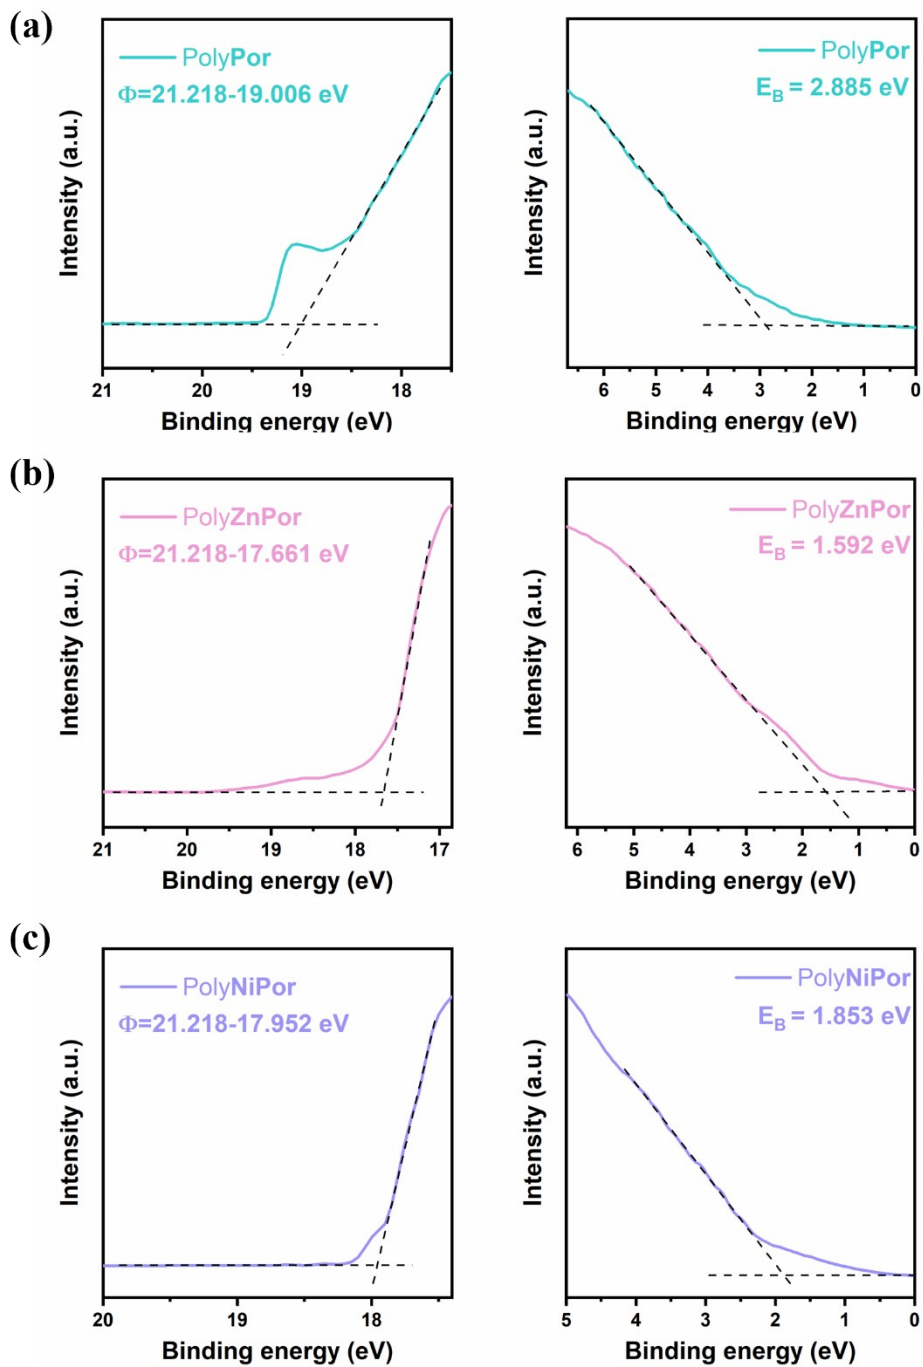 (a)
Intensity (a.u.)
PolyPor
Φ=21.218-19.006 eV
21 20 19 18
Binding energy (eV)
Intensity (a.u.)
PolyPor
E_B = 2.885 eV
6 5 4 3 2 1 0
Binding energy (eV)
(b)
Intensity (a.u.)
PolyZnPor
Φ=21.218-17.661 eV
21 20 19 18 17
Binding energy (eV)
Intensity (a.u.)
PolyZnPor
E_B = 1.592 eV
6 5 4 3 2 1 0
Binding energy (eV)
(c)
Intensity (a.u.)
PolyNiPor
Φ=21.218-17.952 eV
20 19 18
Binding energy (eV)
Intensity (a.u.)
PolyNiPor
E_B = 1.853 eV
5 4 3 2 1 0
Binding energy (eV)